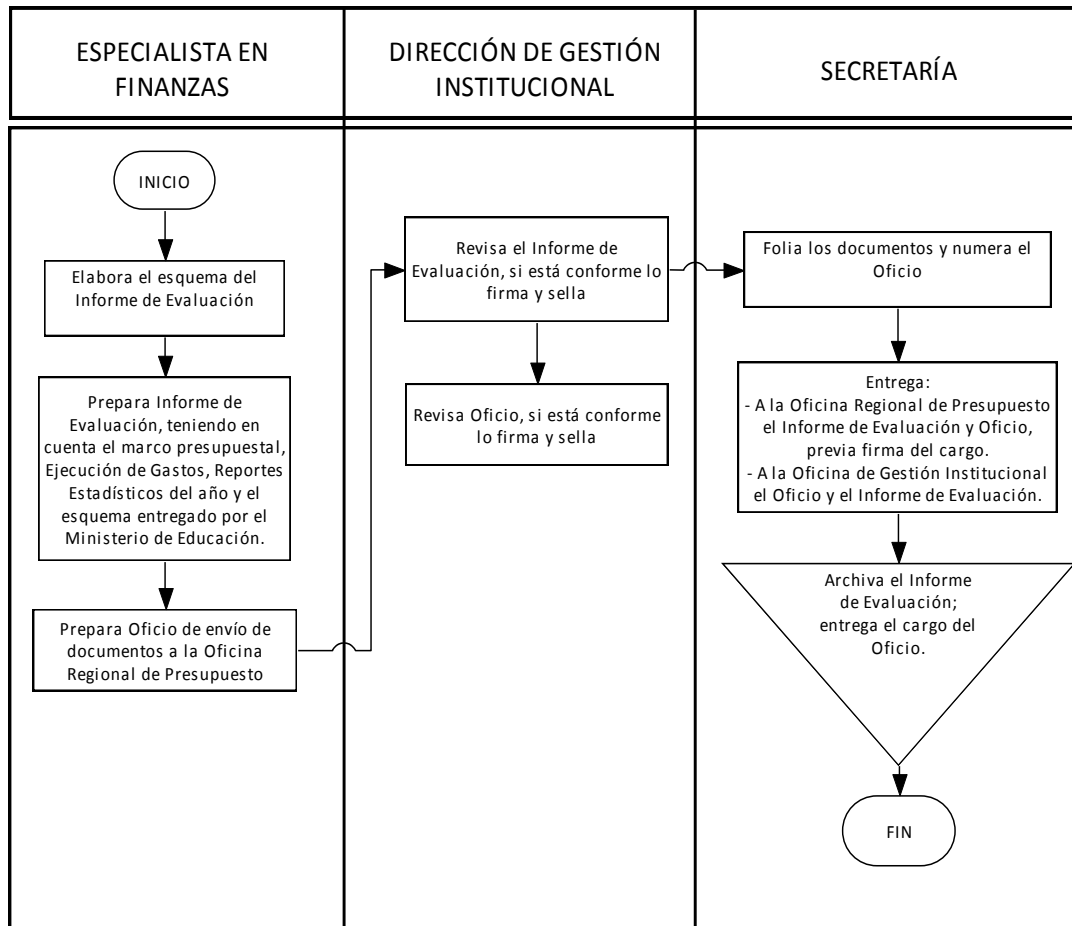 ESPECIALISTA EN
FINANZAS
DIRECCIÓN DE GESTIÓN
INSTITUCIONAL
SECRETARÍA
INICIO
Elabora el esquema del
Informe de Evaluación
Prepara Informe de
Evaluación, teniendo en
cuenta el marco presupuestal,
Ejecución de Gastos, Reportes
Estadísticos del año y el
esquema entregado por el
Ministerio de Educación.
Prepara Oficio de envío de
documentos a la Oficina
Regional de Presupuesto
Revisa el Informe de
Evaluación, si está conforme lo
firma y sella
Revisa Oficio, si está conforme
lo firma y sella
Folia los documentos y numera el
Oficio
Entrega:
- A la Oficina Regional de Presupuesto
el Informe de Evaluación y Oficio,
previa firma del cargo.
- A la Oficina de Gestión Institucional
el Oficio y el Informe de Evaluación.
Archiva el Informe
de Evaluación;
entrega el cargo del
Oficio.
FIN